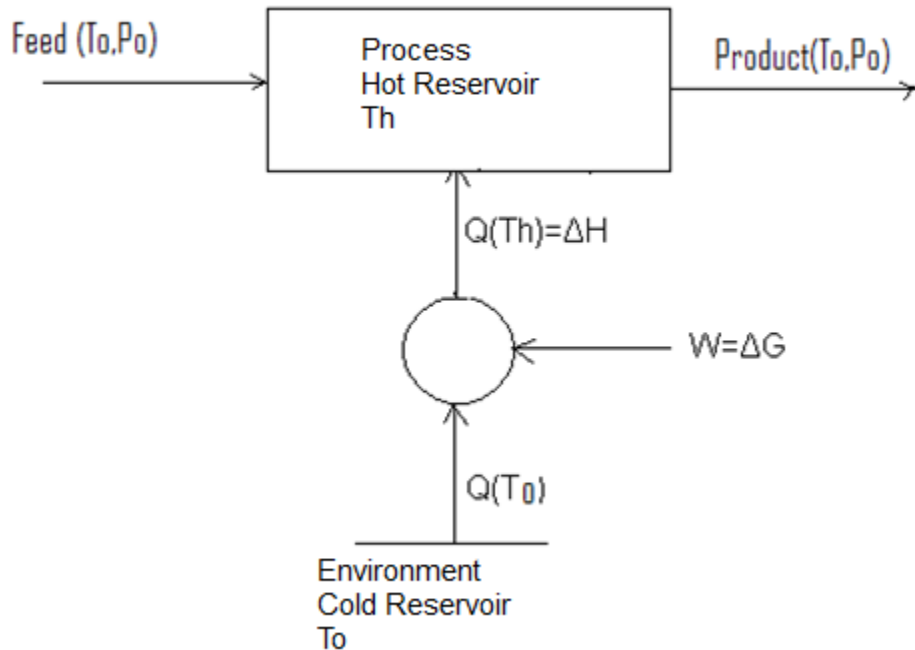 Feed (To,Po)
Process
Hot Reservoir
Th
Product(To,Po)
Q(Th)=ΔH
W=ΔG
Q(T0)
Environment
Cold Reservoir
To